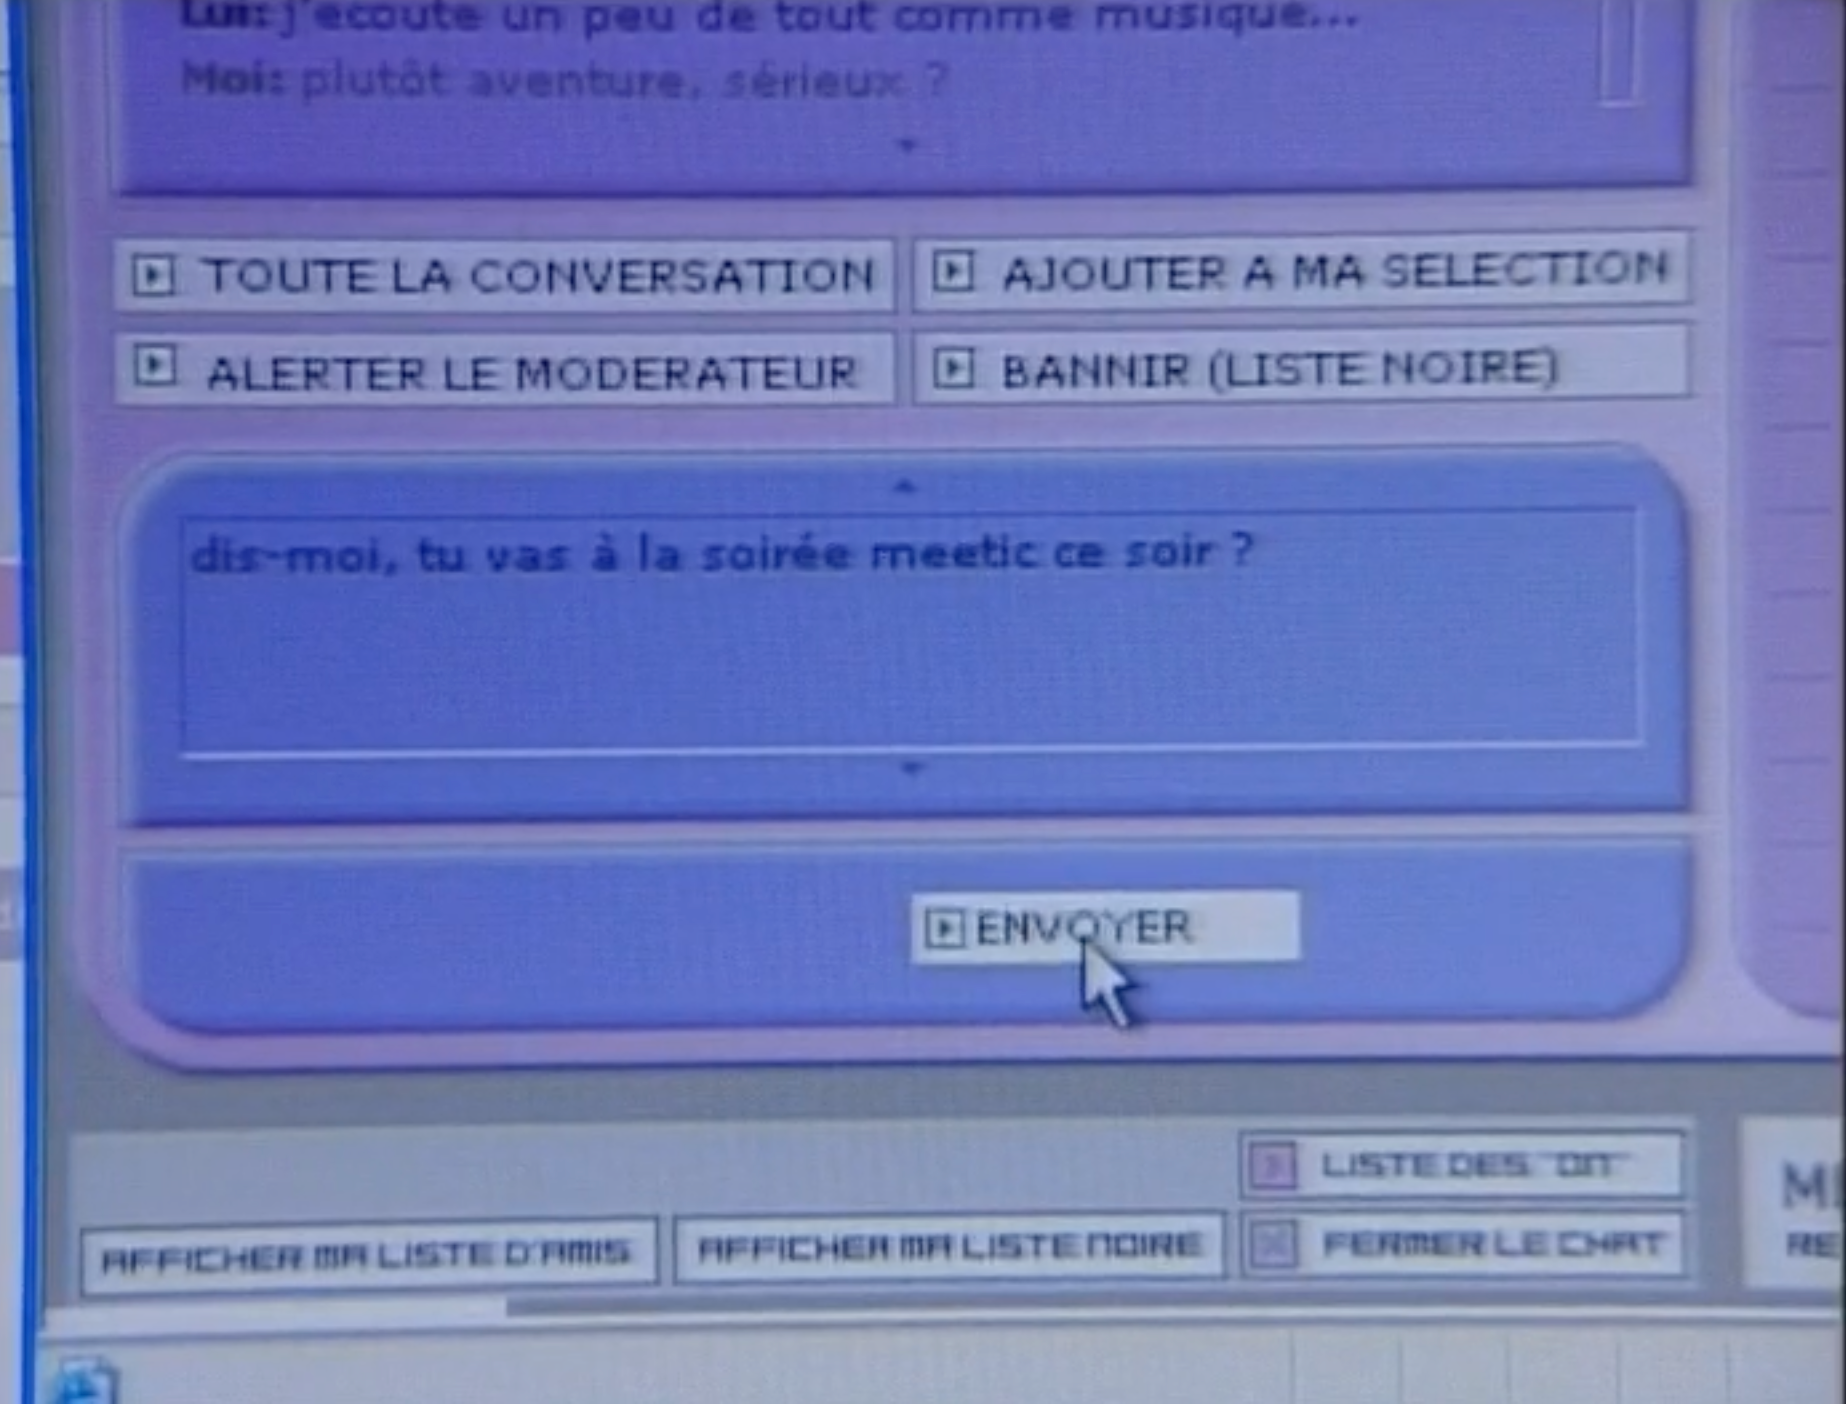 Lui: j'écoute un peu de tout comme musique...
Moi: plutôt aventure, sérieux ?
TOUTE LA CONVERSATION
AJOUTER A MA SELECTION
ALERTER LE MODERATEUR
BANNIR (LISTE NOIRE)
dis-moi, tu vas à la soirée meetic ce soir ?
ENVOYER
LISTE DES
AFFICHER MA LISTE D'AMIS
AFFICHER MA LISTE NOIRE
FERMER LE CHAT